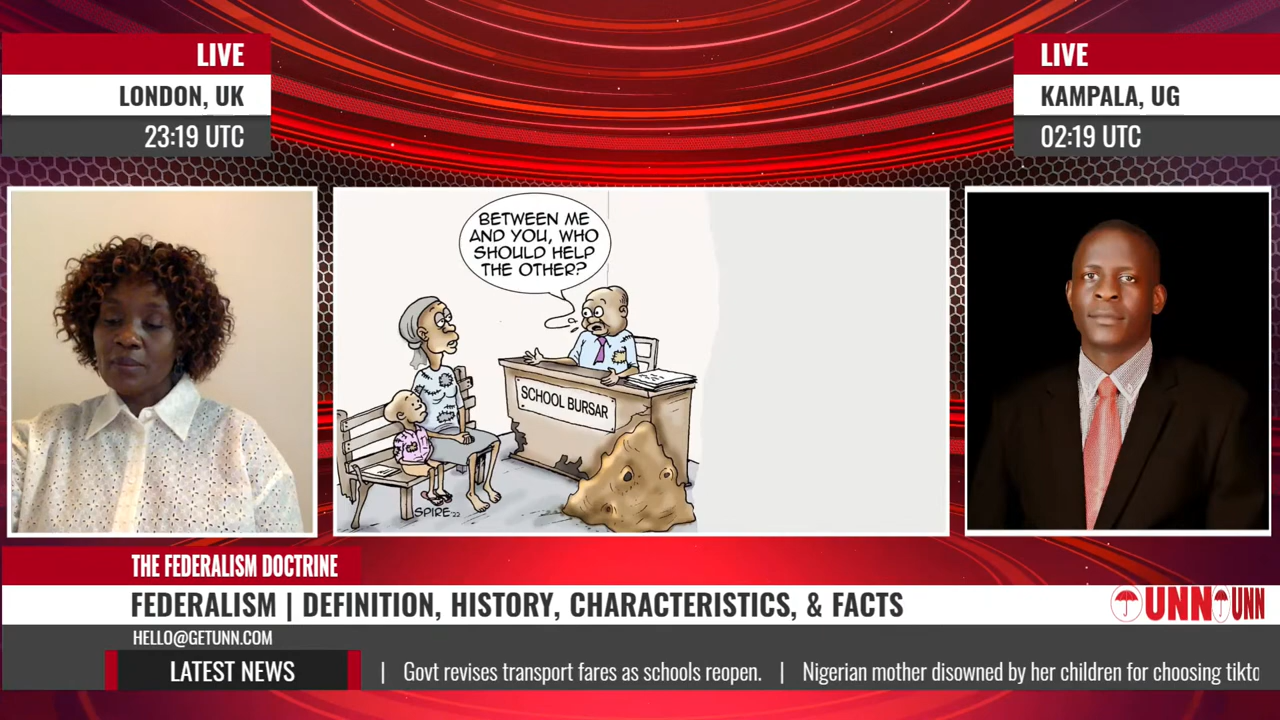 LIVE
LONDON, UK
23:19 UTC
LIVE
KAMPALA, UG
02:19 UTC
BETWEEN ME
AND YOU, WHO
SHOULD HELP
THE OTHER?
SCHOOL BURSAR
SPIRE.22
THE FEDERALISM DOCTRINE
FEDERALISM | DEFINITION, HISTORY, CHARACTERISTICS, & FACTS
UNN UNN
HELLO@GETUNN.COM
LATEST NEWS | Govt revises transport fares as schools reopen. | Nigerian mother disowned by her children for choosing tikto